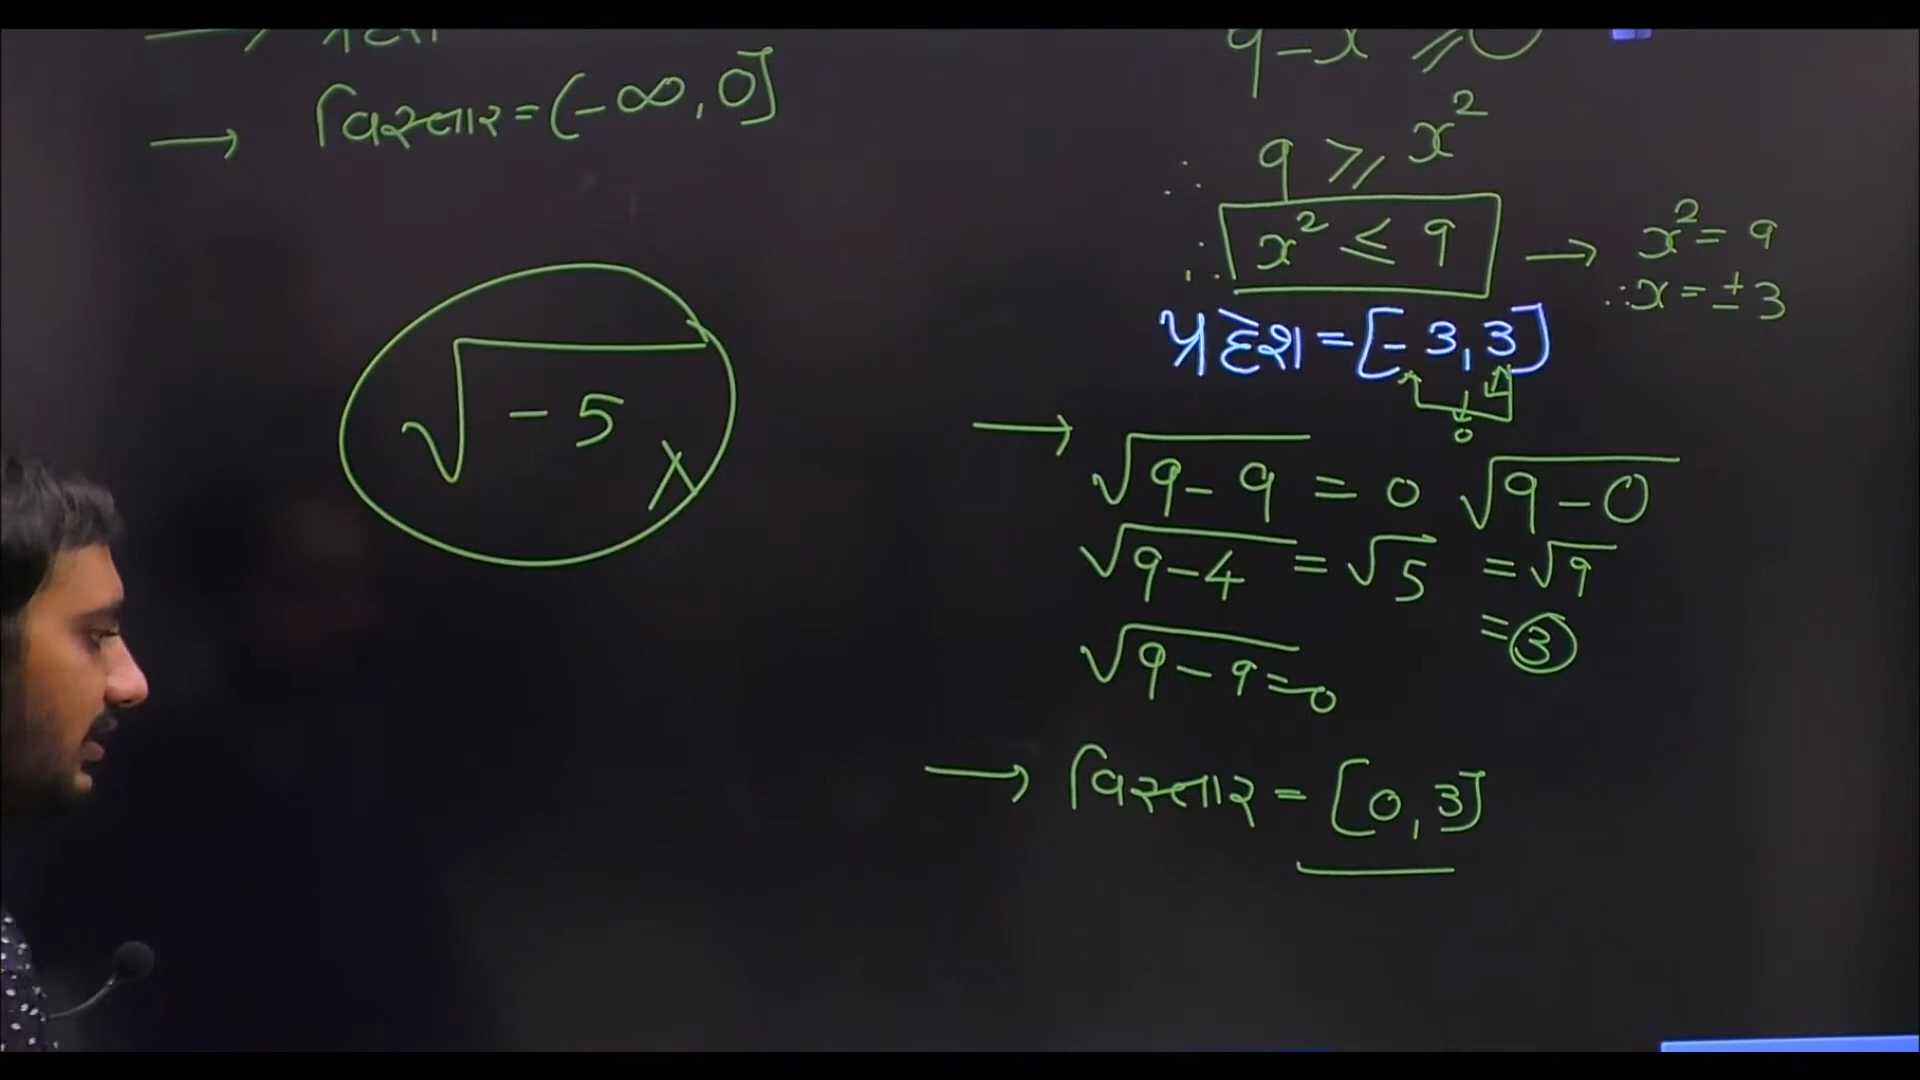 → વિસ્તાર = (-∞, 0]
√-5
∴ 9 ≥ x²
∴ x² ≤ 9 → x² = 9
∴ x = ± 3
પ્રદેશ = [-3, 3]
0
→ √9-9 = 0 √9-0
√9-4 = √5 = √9
= 3
√9-9 = 0
→ વિસ્તાર = [0, 3]